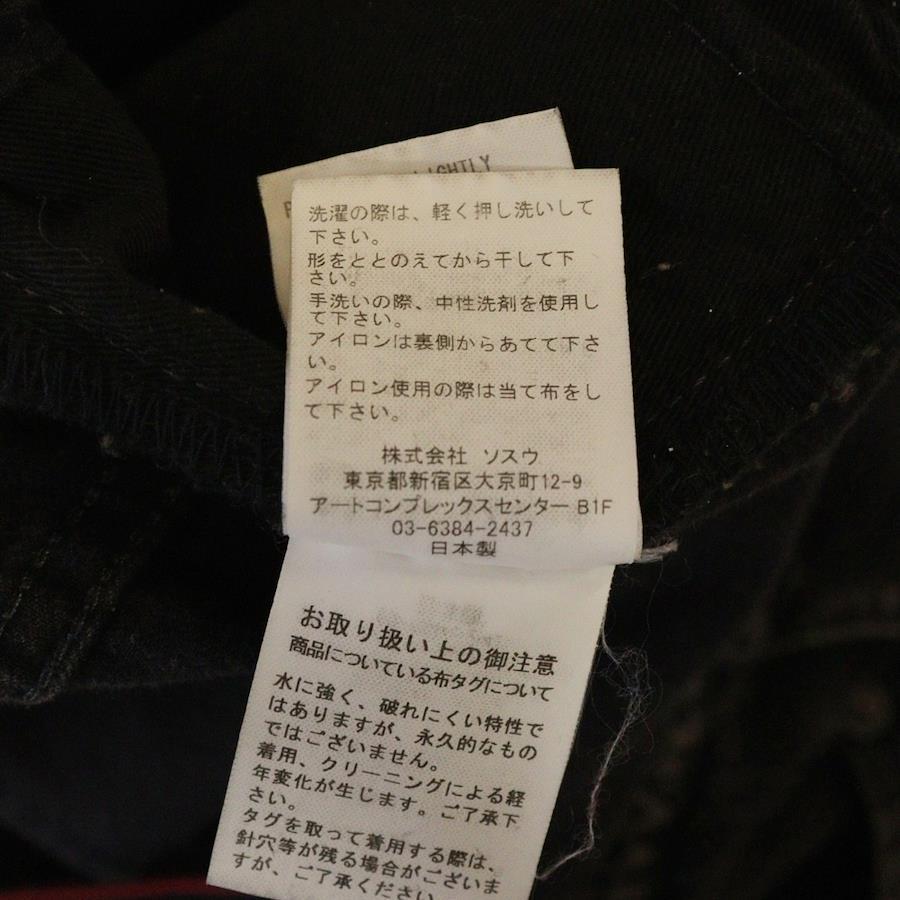 IGHTLY
洗濯の際は、軽く押し洗いして
下さい。
形をととのえてから干して下
さい。
手洗いの際、中性洗剤を使用し
て下さい。
アイロンは裏側からあてて下さ
い。
アイロン使用の際は当て布をし
て下さい。
株式会社 ソスウ
東京都新宿区大京町12-9
アートコンプレックスセンター B1F
03-6384-2437
日本製
お取り扱い上の御注意
商品についている布タグについて
水に強く、破れにくい特性で
はありますが、永久的なもの
ではございません。
着用、クリーニングによる経
年変化が生じます。ご了承下
さい。
タグを取って着用する際は、
針穴等が残る場合がございま
すが、ご了承ください。